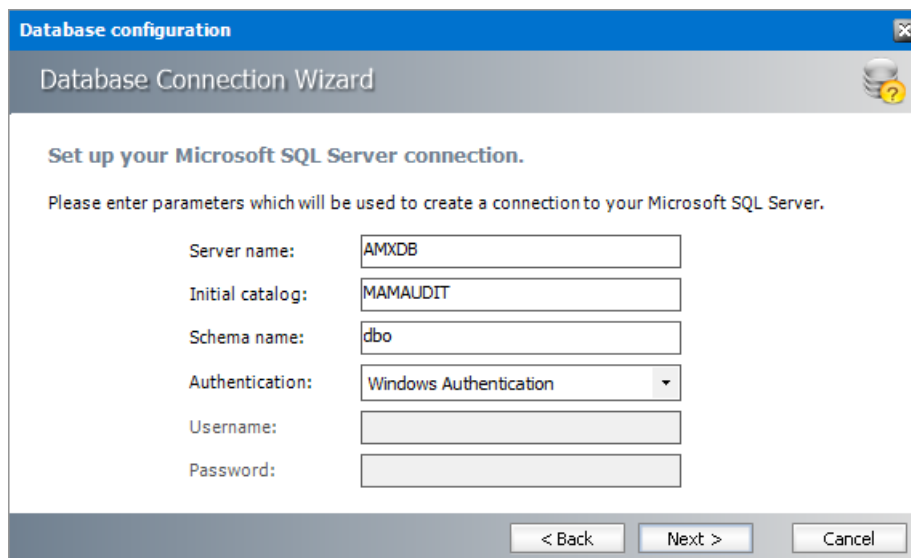 Database configuration
Database Connection Wizard
Set up your Microsoft SQL Server connection.
Please enter parameters which will be used to create a connection to your Microsoft SQL Server.
Server name: AMXDB
Initial catalog: MAMAUDIT
Schema name: dbo
Authentication: Windows Authentication
Username:
Password:
< Back Next > Cancel